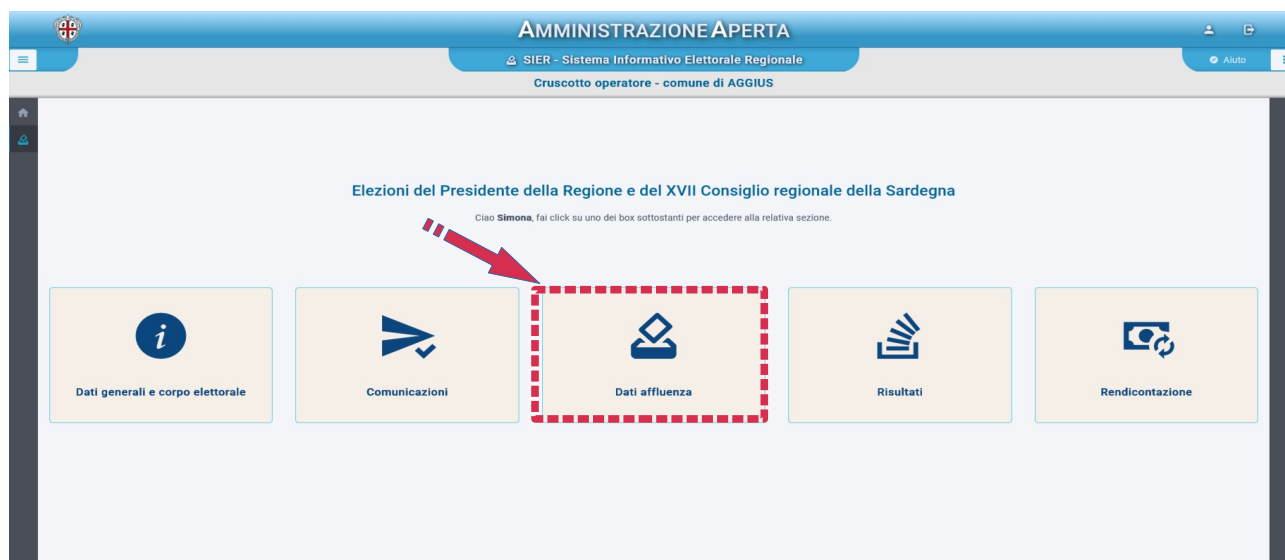 AMMINISTRAZIONE APERTA
SIER - Sistema Informativo Elettorale Regionale
Aiuto
Cruscotto operatore - comune di AGGIUS
Elezioni del Presidente della Regione e del XVII Consiglio regionale della Sardegna
Ciao Simona, fai click su uno dei box sottostanti per accedere alla relativa sezione.
Dati generali e corpo elettorale
Comunicazioni
Dati affluenza
Risultati
Rendicontazione